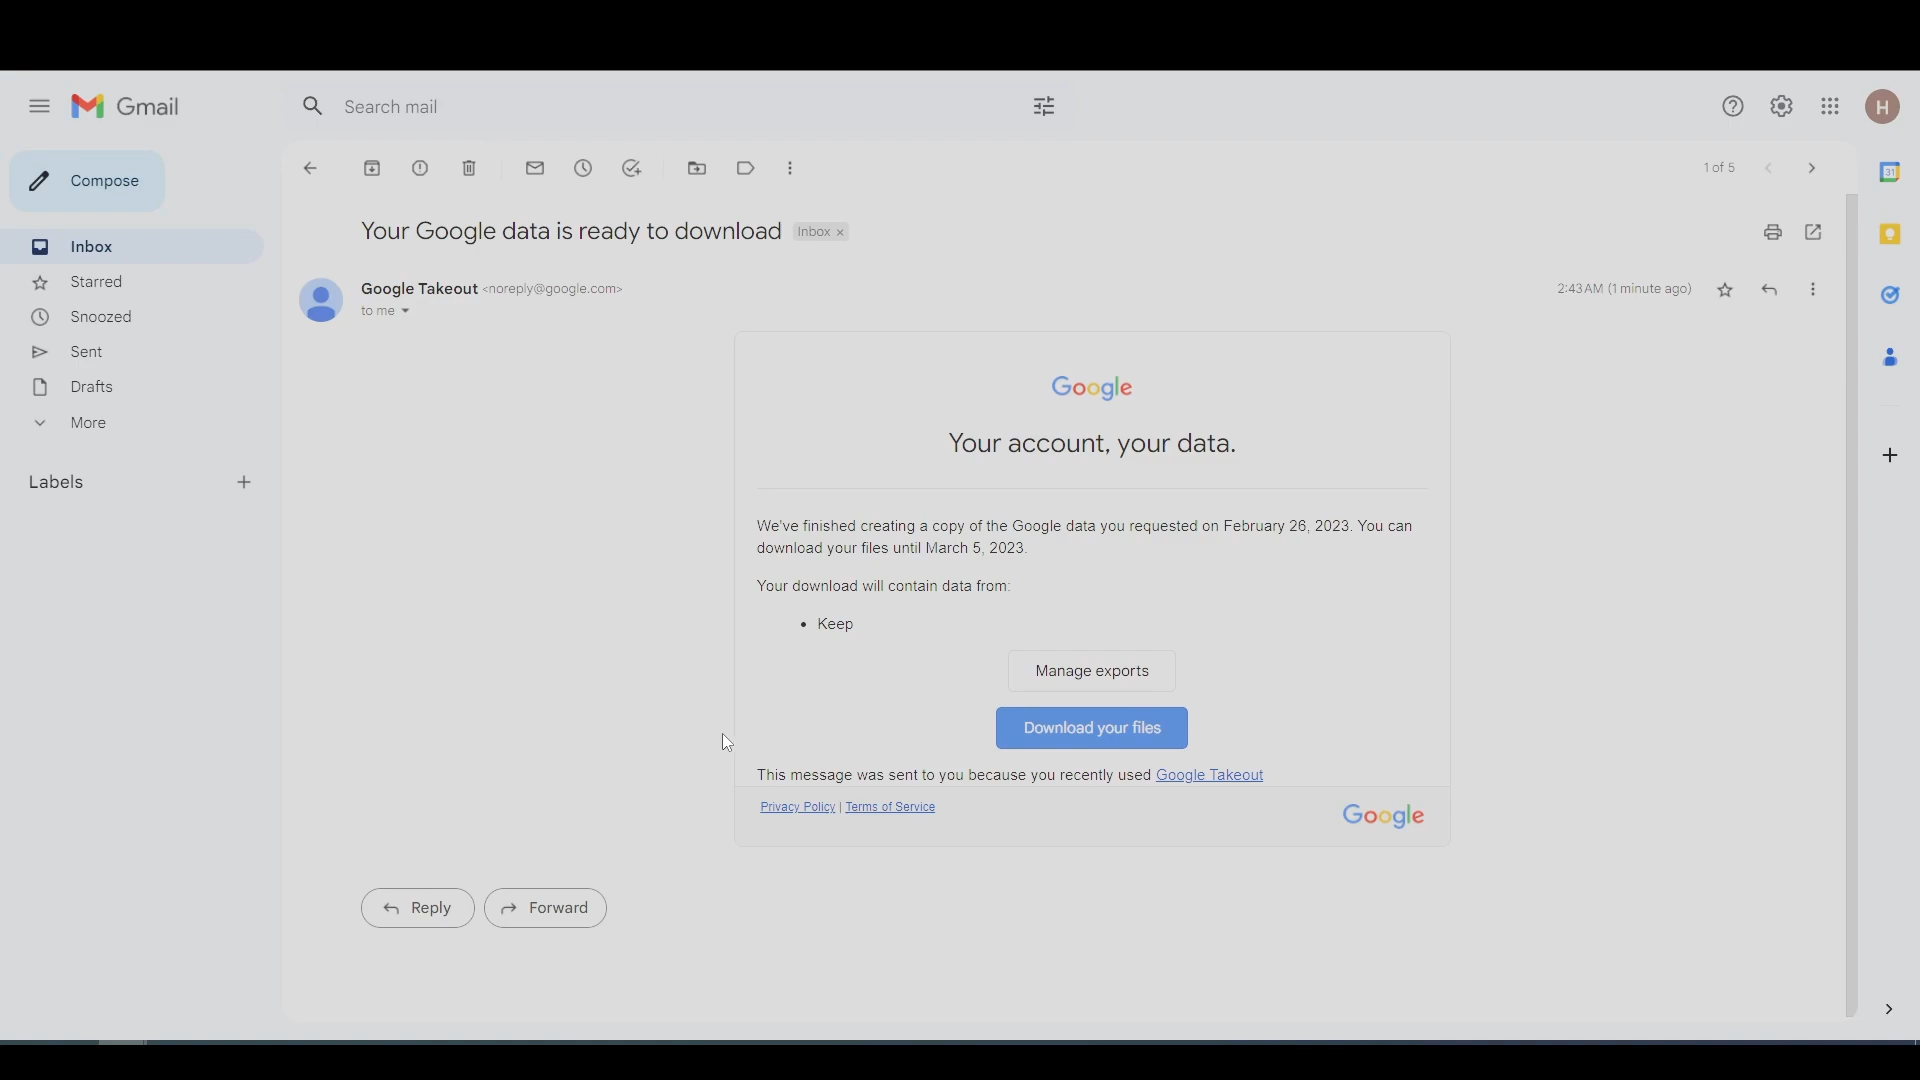 Gmail
Search mail
H
Compose
1 of 5
31
Your Google data is ready to download Inbox ×
Inbox
Starred
Google Takeout <noreply@google.com>
2:43 AM (1 minute ago)
to me
Snoozed
Sent
Drafts
More
Labels
Google
Your account, your data.
We've finished creating a copy of the Google data you requested on February 26, 2023. You can
download your files until March 5, 2023.
Your download will contain data from:
• Keep
Manage exports
Download your files
This message was sent to you because you recently used Google Takeout
Privacy Policy | Terms of Service
Google
Reply
Forward